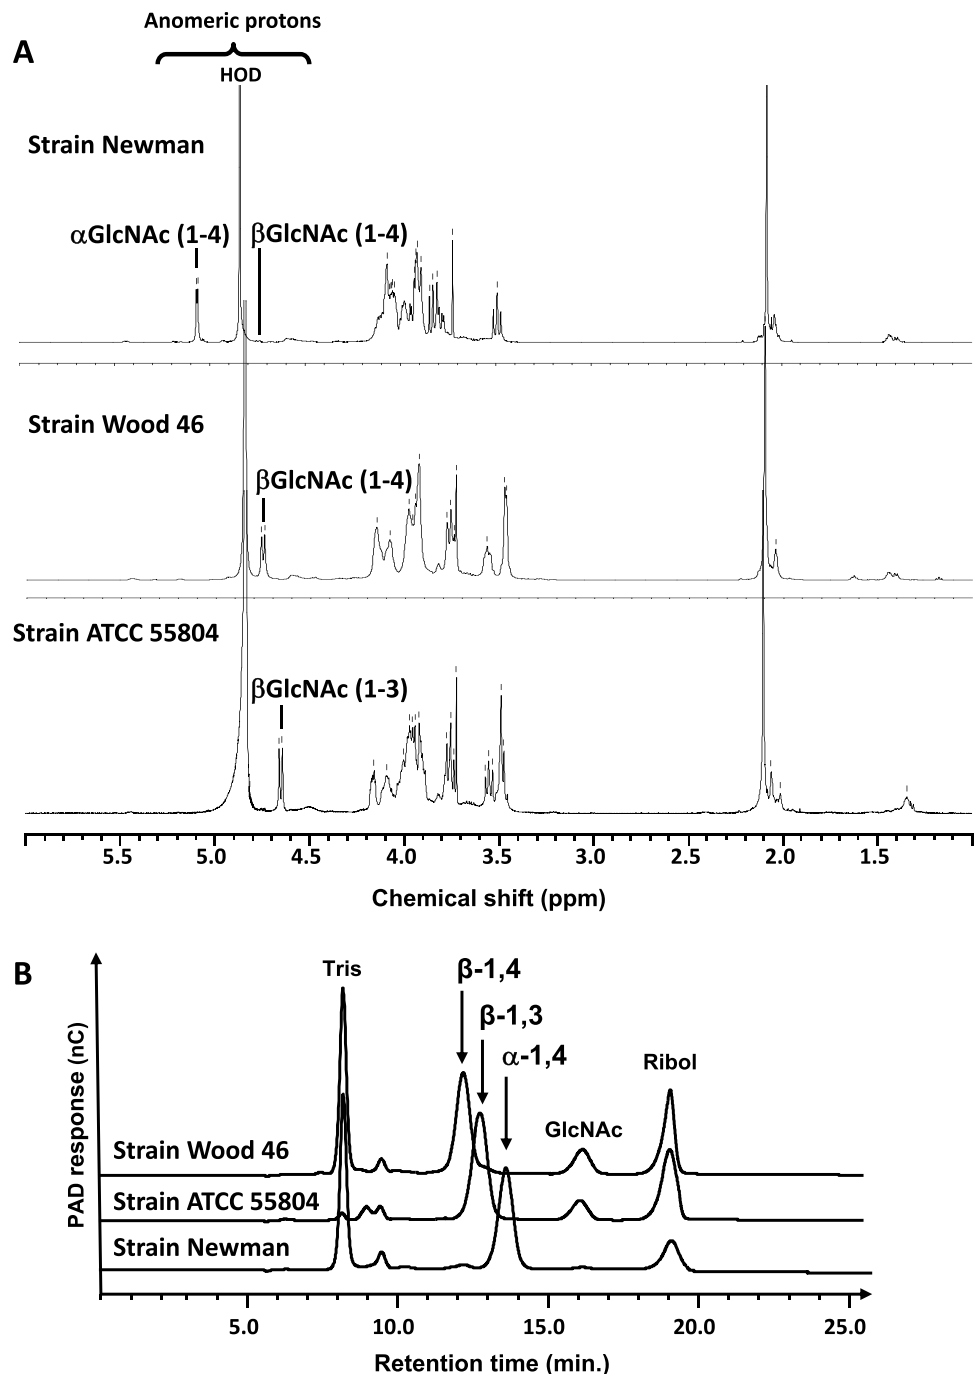 Anomeric protons
A
HOD
Strain Newman
αGlcNAc (1-4) βGlcNAc (1-4)
Strain Wood 46
βGlcNAc (1-4)
Strain ATCC 55804
βGlcNAc (1-3)
5.5 5.0 4.5 4.0 3.5 3.0 2.5 2.0 1.5
Chemical shift (ppm)
B
Tris
β-1,4
β-1,3
α-1,4
Ribol
GlcNAc
PAD response (nC)
Strain Wood 46
Strain ATCC 55804
Strain Newman
5.0 10.0 15.0 20.0 25.0
Retention time (min.)